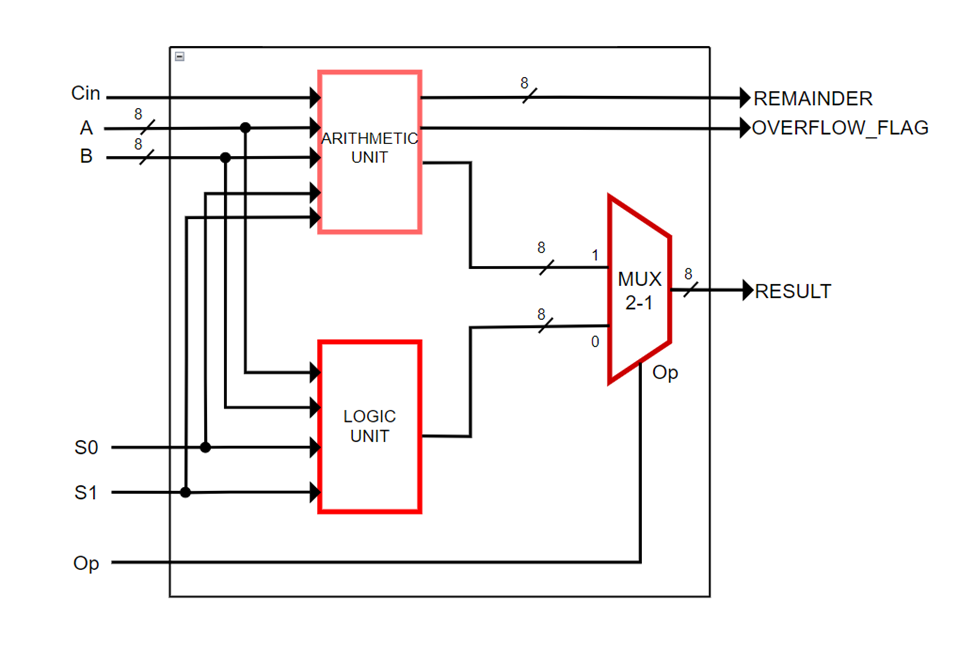 Cin
8
A
8
B
ARITHMETIC
UNIT
8
REMAINDER
OVERFLOW_FLAG
8
1
MUX
2-1
8
RESULT
8
0
Op
LOGIC
UNIT
S0
S1
Op